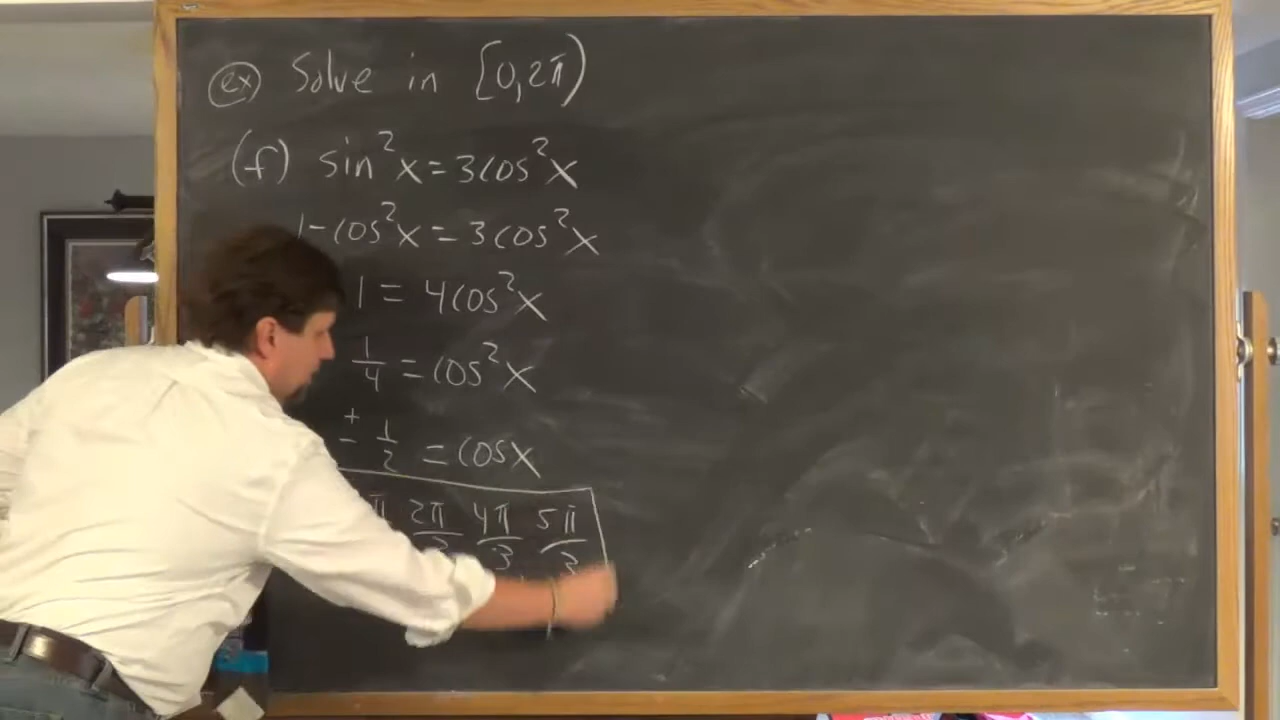 (ex) Solve in [0, 2π)
(f) sin²x = 3cos²x
1 - cos²x = 3cos²x
1 = 4cos²x
1/4 = cos²x
± 1/2 = cosx
π 2π/3 4π/3 5π/3